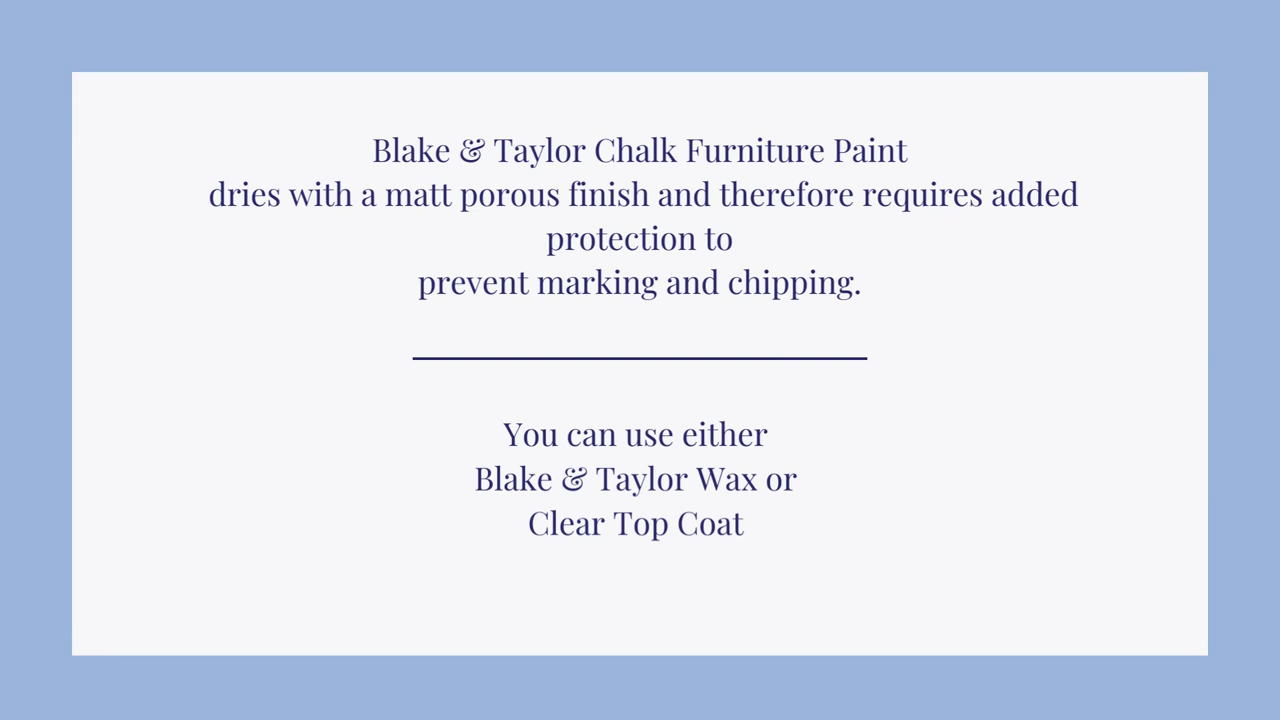 Blake & Taylor Chalk Furniture Paint
dries with a matt porous finish and therefore requires added
protection to
prevent marking and chipping.
You can use either
Blake & Taylor Wax or
Clear Top Coat